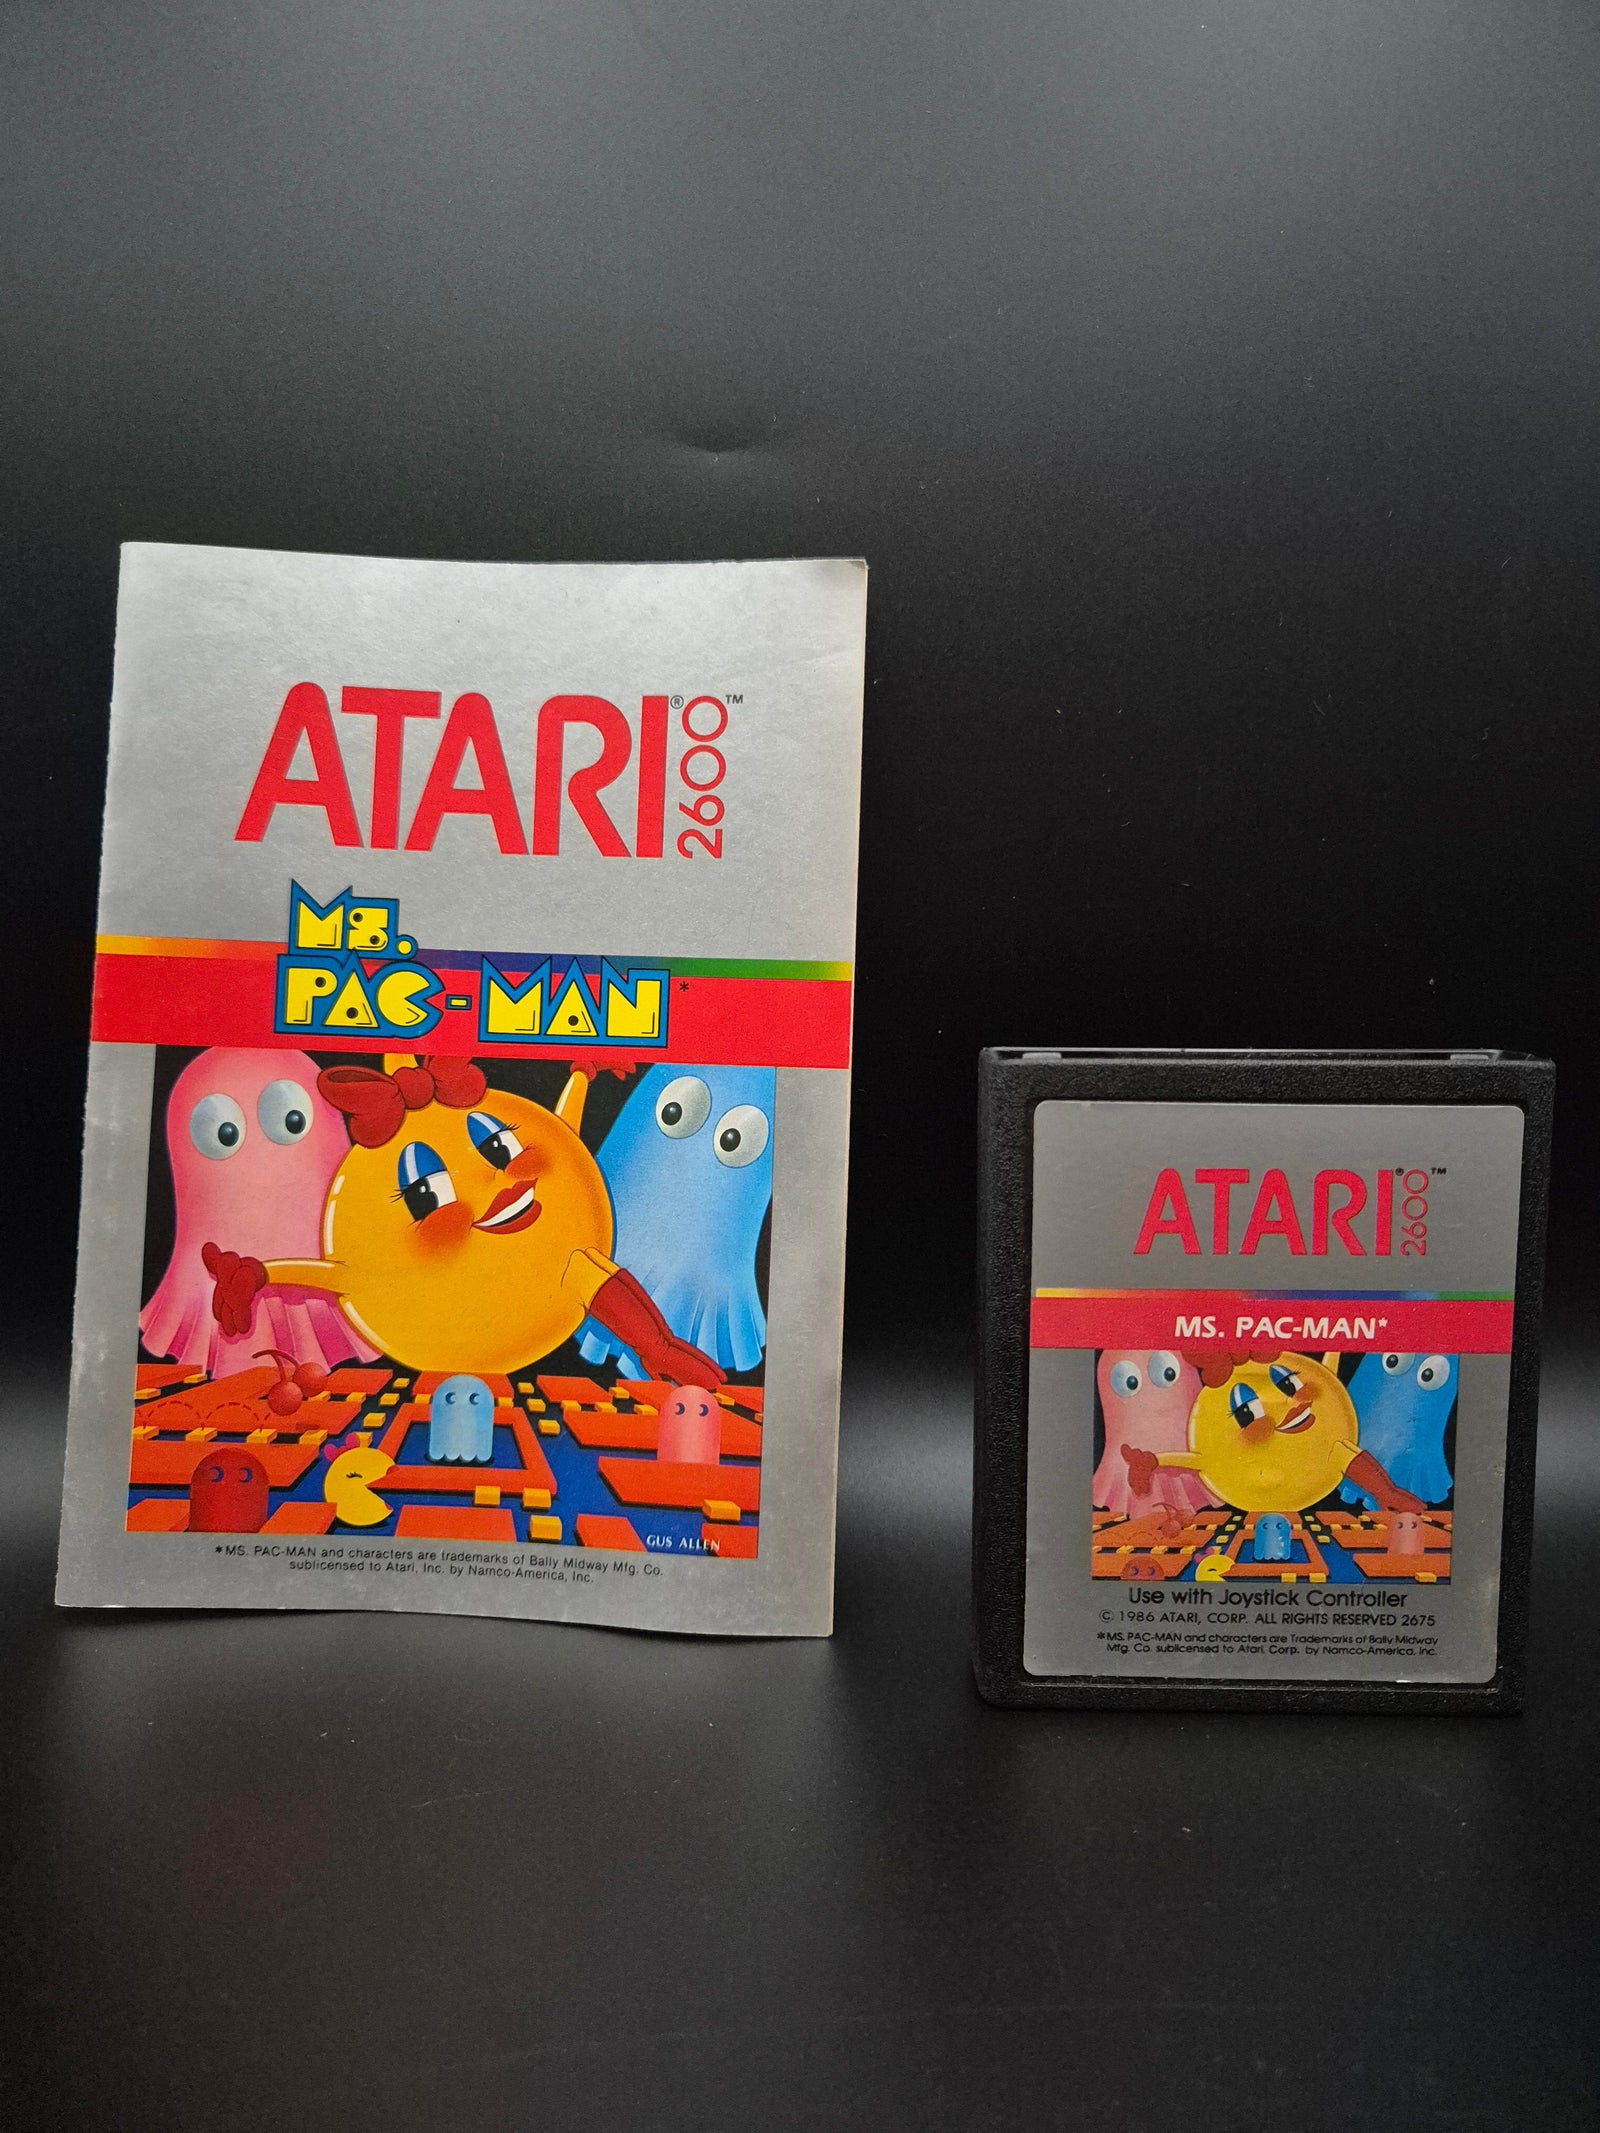 ATARI® 2600™
Ms.
PAC-MAN*
GUS ALLEN
*MS. PAC-MAN and characters are trademarks of Bally Midway Mfg. Co.
sublicensed to Atari, Inc. by Namco-America, Inc.
ATARI® 2600™
MS. PAC-MAN*
Use with Joystick Controller
© 1986 ATARI, CORP. ALL RIGHTS RESERVED 2675
*MS. PAC-MAN and characters are Trademarks of Bally Midway
Mfg. Co. sublicensed to Atari, Corp. by Namco-America, Inc.